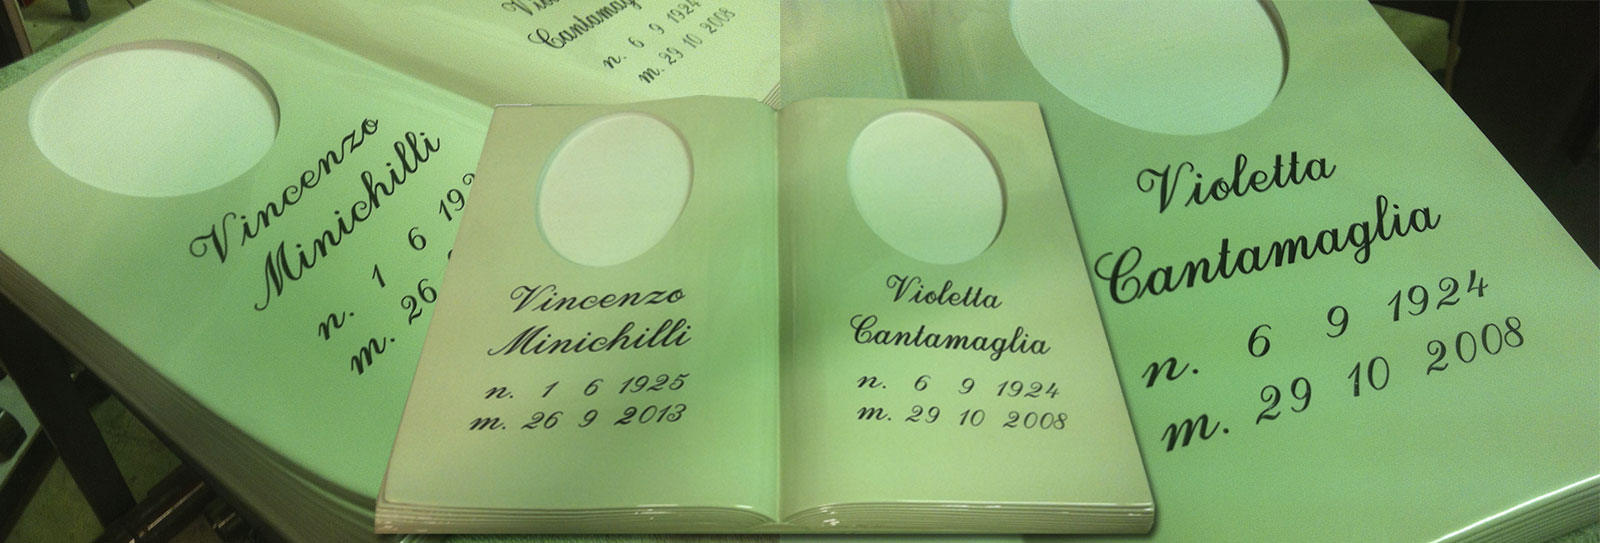 Cantamaglia
n. 6 9 1924
m. 29 10 2008
Vincenzo
Minichilli
n. 1 6
m. 26
Vincenzo
Minichilli
n. 1 6 1925
m. 26 9 2013
Violetta
Cantamaglia
n. 6 9 1924
m. 29 10 2008
Violetta
Cantamaglia
n. 6 9 1924
m. 29 10 2008